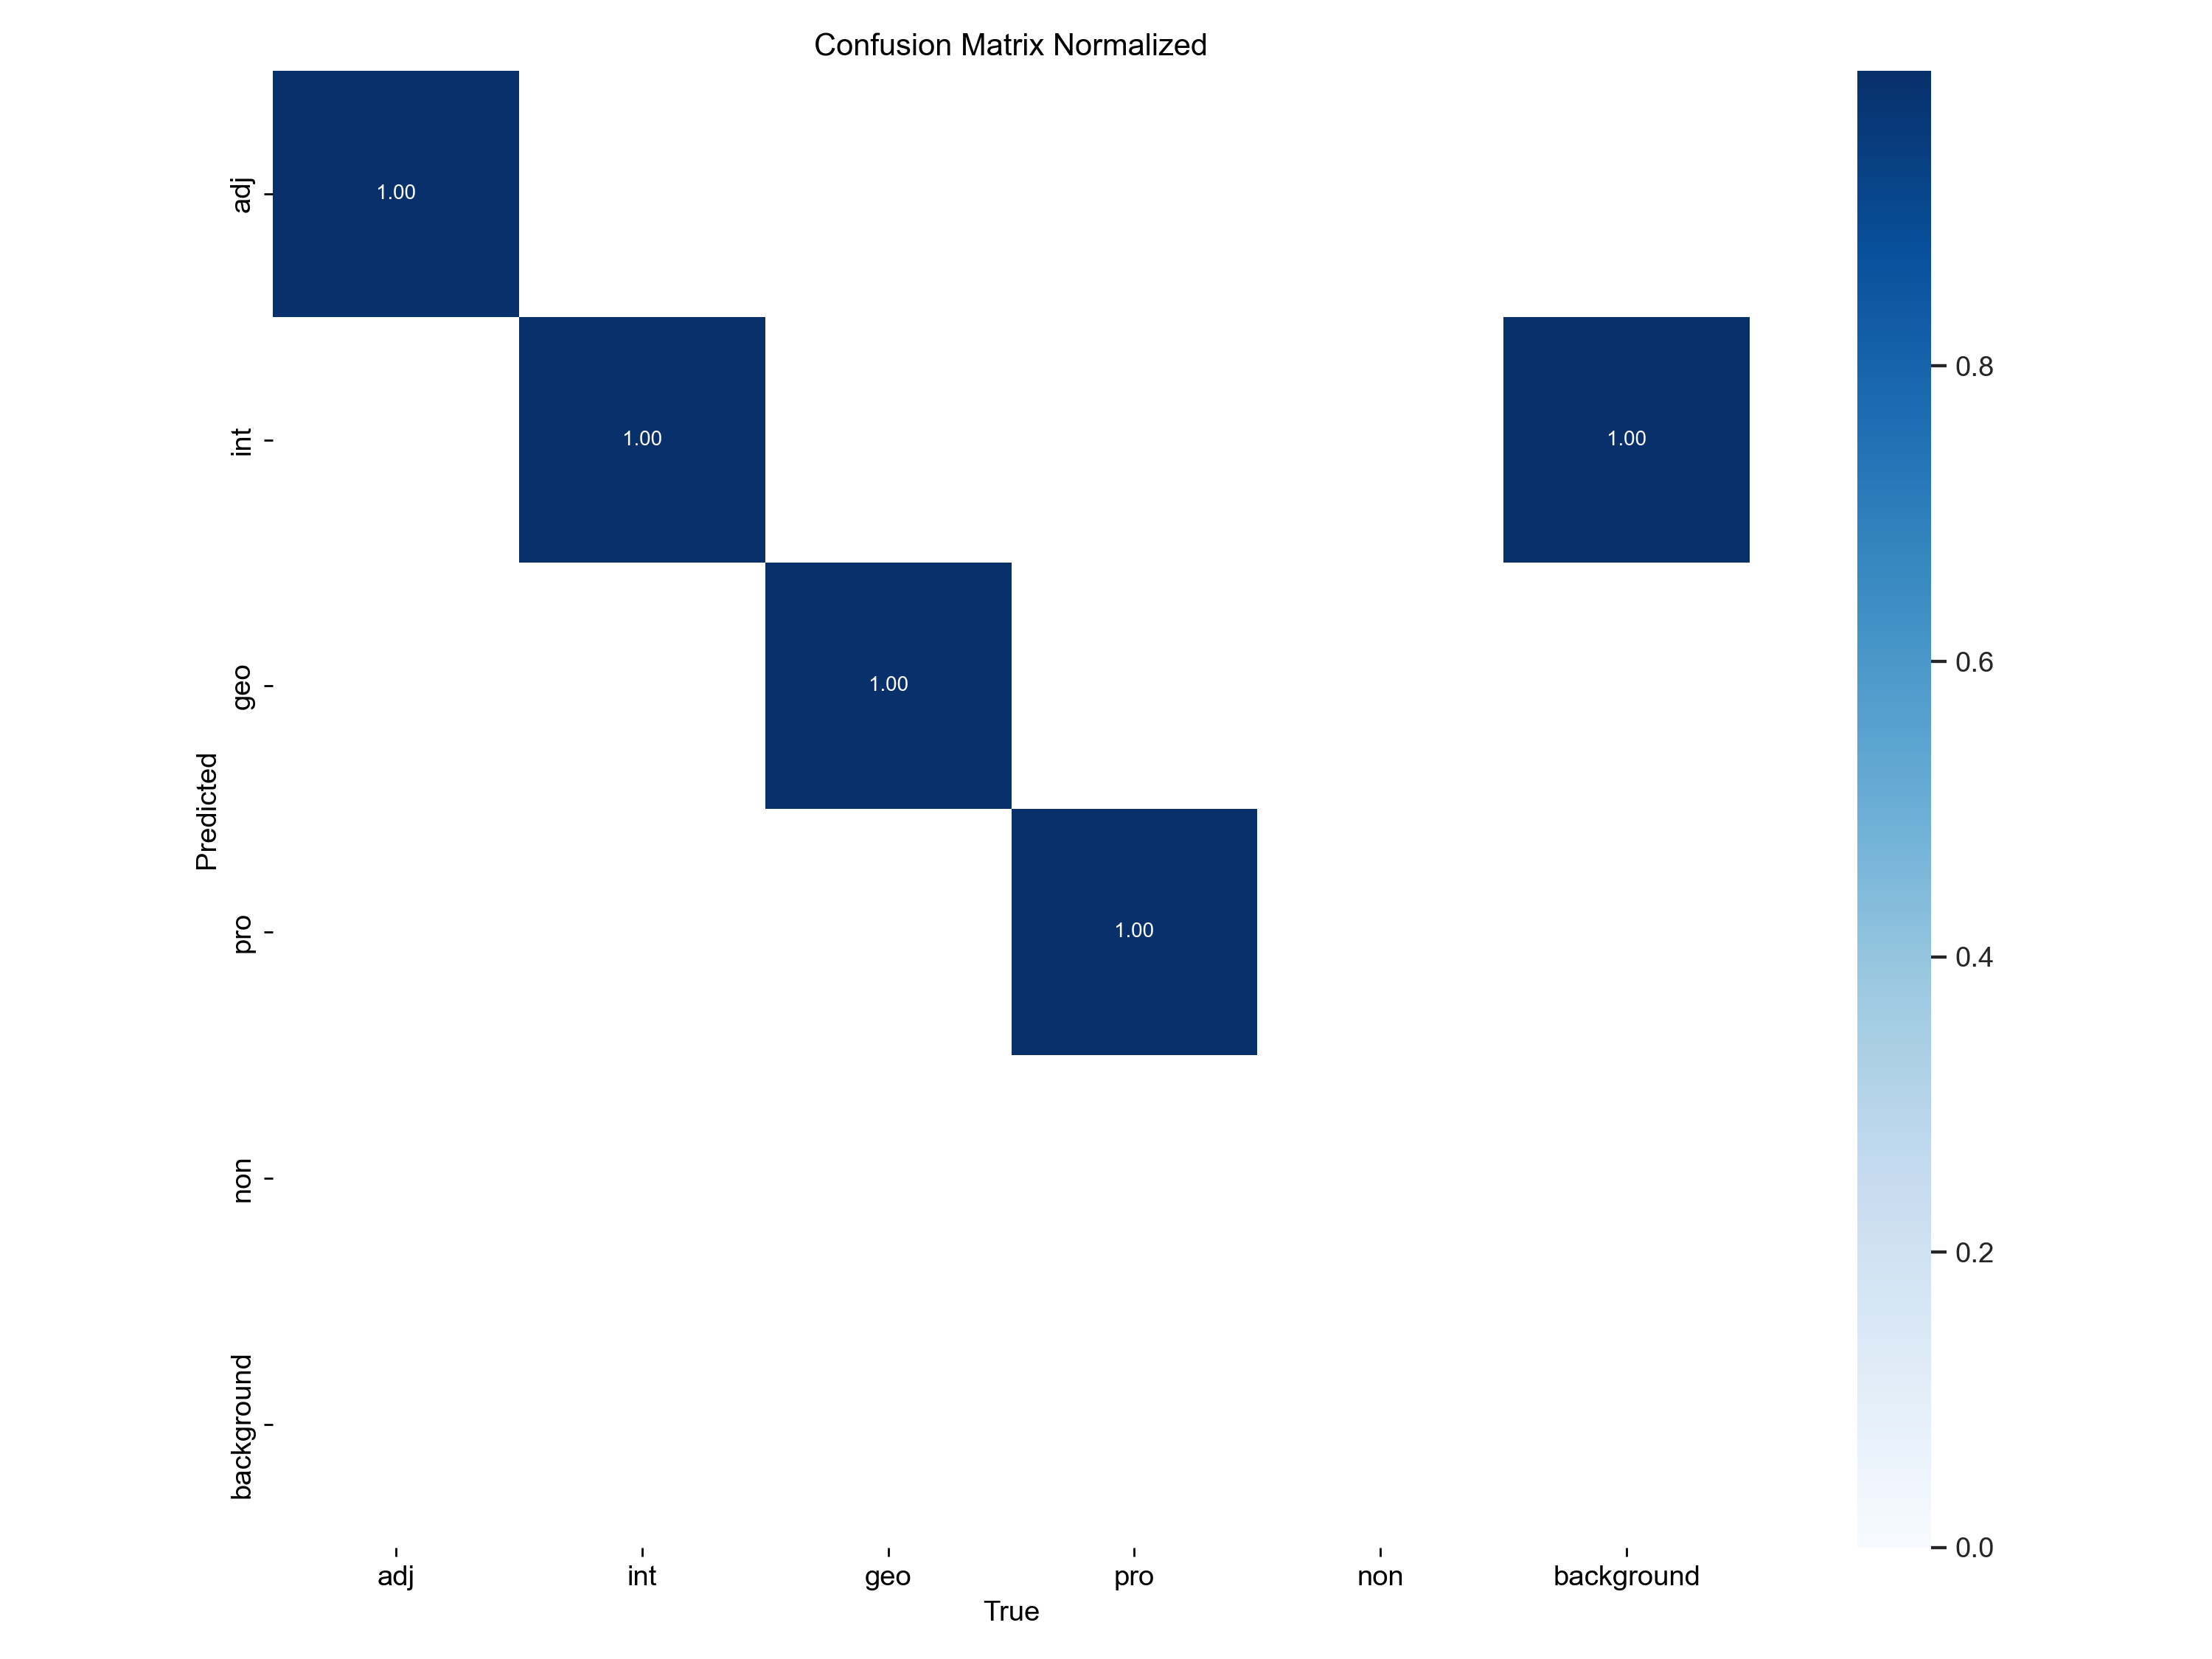 Confusion Matrix Normalized
adj
1.00
int
1.00
1.00
geo
1.00
pro
1.00
non
background
Predicted
adj
int
geo
pro
non
background
True
0.8
0.6
0.4
0.2
0.0